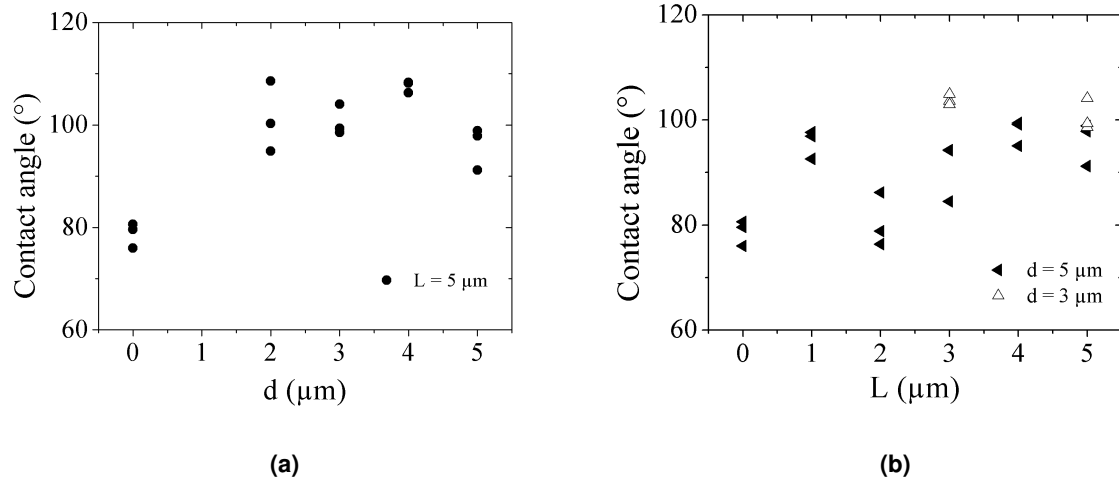 120
100
80
60
Contact angle (°)
0 1 2 3 4 5
d (µm)
L = 5 µm
(a)
120
100
80
60
Contact angle (°)
0 1 2 3 4 5
L (µm)
d = 5 µm
d = 3 µm
(b)